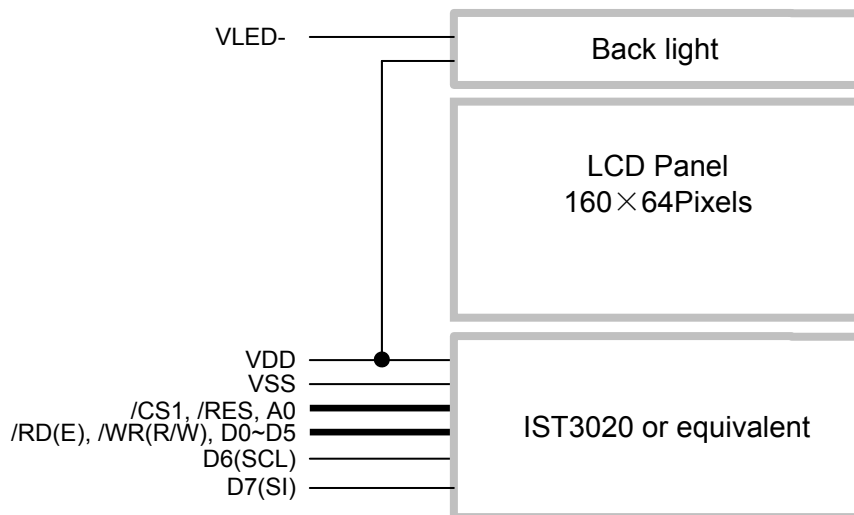 VLED-
Back light
LCD Panel
160×64Pixels
VDD
VSS
/CS1, /RES, A0
/RD(E), /WR(R/W), D0~D5
D6(SCL)
D7(SI)
IST3020 or equivalent